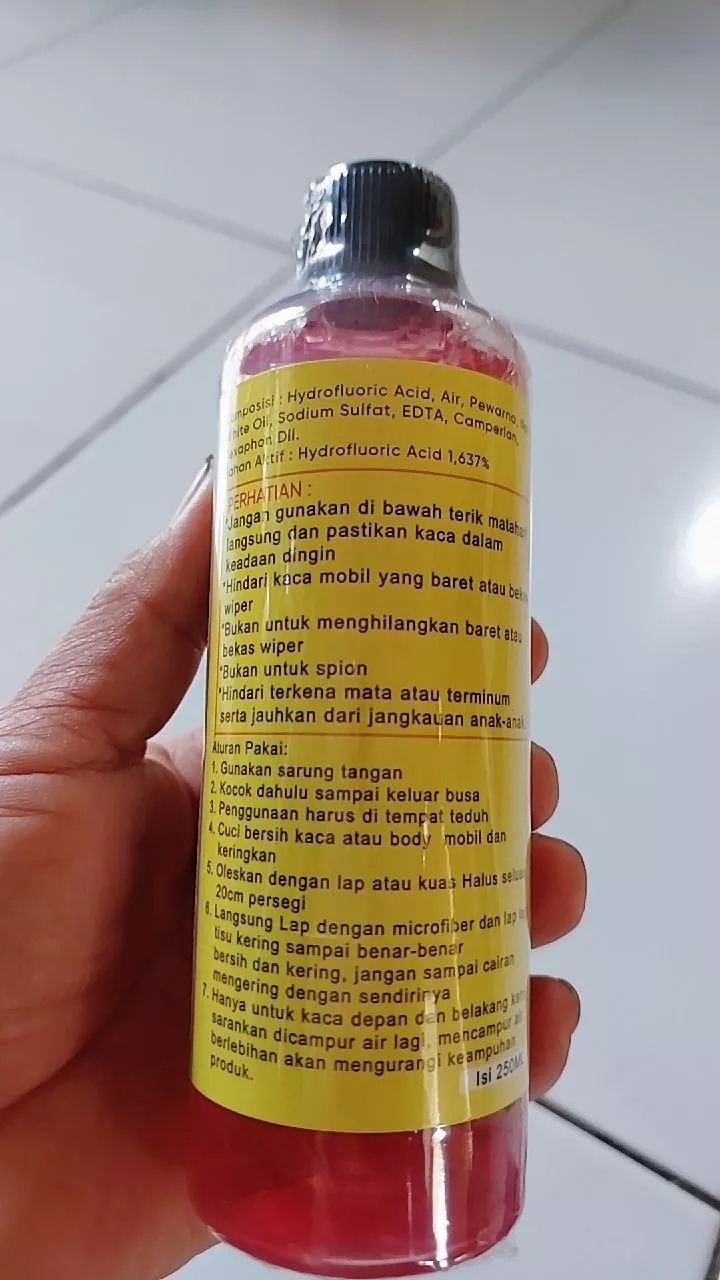 : Hydrofluoric Acid, Air, Pewarna,
Oil, Sodium Sulfat, EDTA, Camperlan,
Dll.
Aktif : Hydrofluoric Acid 1,637%
PERHATIAN :
*Jangan gunakan di bawah terik
langsung dan pastikan kaca dalam
keadaan dingin
*Hindari kaca mobil yang baret atau
wiper
*Bukan untuk menghilangkan baret atau
bekas wiper
*Bukan untuk spion
*Hindari terkena mata atau terminum
serta jauhkan dari jangkauan anak-anak.
Aturan Pakai:
1. Gunakan sarung tangan
2. Kocok dahulu sampai keluar busa
3. Penggunaan harus di tempat teduh
4. Cuci bersih kaca atau body mobil dan
keringkan
5. Oleskan dengan lap atau kuas Halus
20cm persegi
6. Langsung Lap dengan microfiber dan lap
tisu kering sampai benar-benar
bersih dan kering, jangan sampai cairan
mengering dengan sendirinya
7. Hanya untuk kaca depan dan belakang
sarankan dicampur air lagi, mencampur air
berlebihan akan mengurangi keampuhan
produk.
Isi 250ML